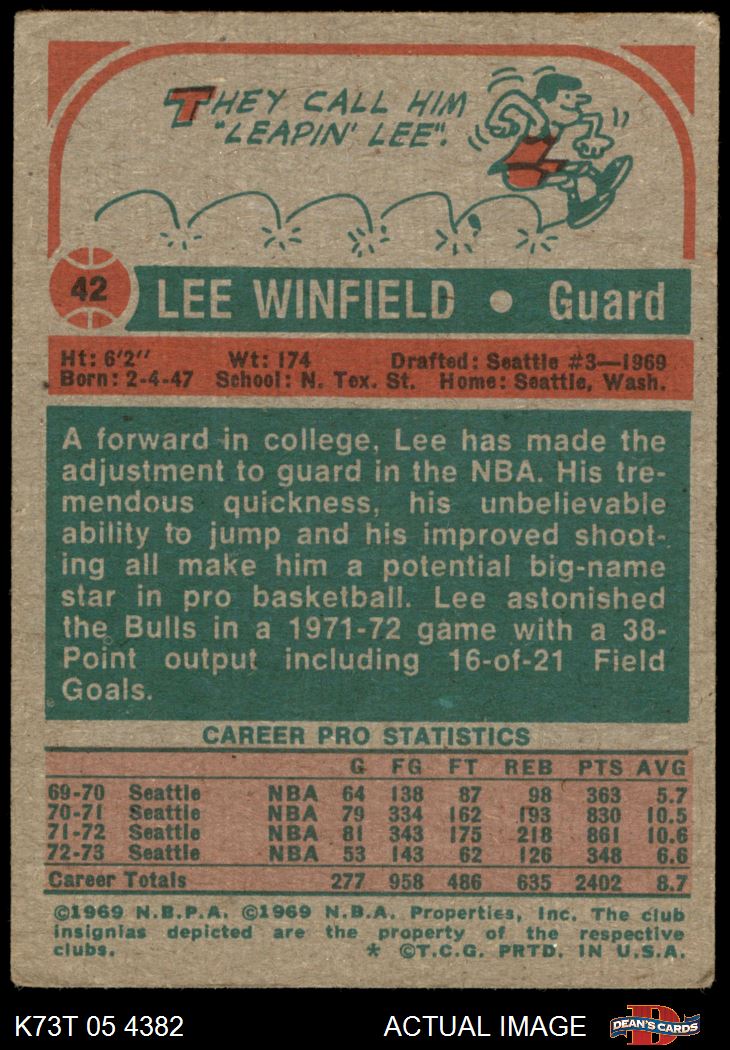 THEY CALL HIM
"LEAPIN' LEE".
42 LEE WINFIELD • Guard
Ht: 6'2" Wt: 174 Drafted: Seattle #3—1969
Born: 2-4-47 School: N. Tex. St. Home: Seattle, Wash.
A forward in college, Lee has made the
adjustment to guard in the NBA. His tre-
mendous quickness, his unbelievable
ability to jump and his improved shoot-
ing all make him a potential big-name
star in pro basketball. Lee astonished
the Bulls in a 1971-72 game with a 38-
Point output including 16-of-21 Field
Goals.
CAREER PRO STATISTICS
G FG FT REB PTS AVG
69-70 Seattle NBA 64 138 87 98 363 5.7
70-71 Seattle NBA 79 334 162 193 830 10.5
71-72 Seattle NBA 81 343 175 218 861 10.6
72-73 Seattle NBA 53 143 62 126 348 6.6
Career Totals 277 958 486 635 2402 8.7
©1969 N.B.P.A. ©1969 N.B.A. Properties, Inc. The club
insignias depicted are the property of the respective
clubs. * ©T.C.G. PRTD. IN U.S.A.
K73T 05 4382 ACTUAL IMAGE DEAN'S CARDS